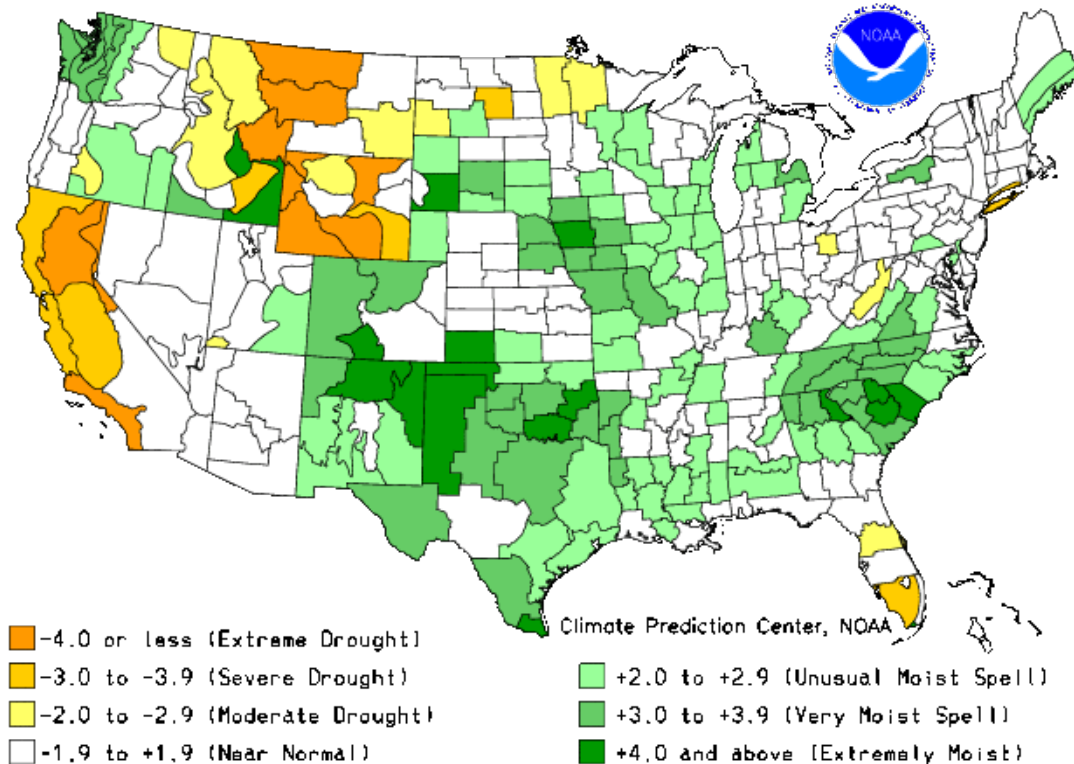 NOAA
Climate Prediction Center, NOAA
-4.0 or less (Extreme Drought)
-3.0 to -3.9 (Severe Drought)
-2.0 to -2.9 (Moderate Drought)
-1.9 to +1.9 (Near Normal)
+2.0 to +2.9 (Unusual Moist Spell)
+3.0 to +3.9 (Very Moist Spell)
+4.0 and above (Extremely Moist)